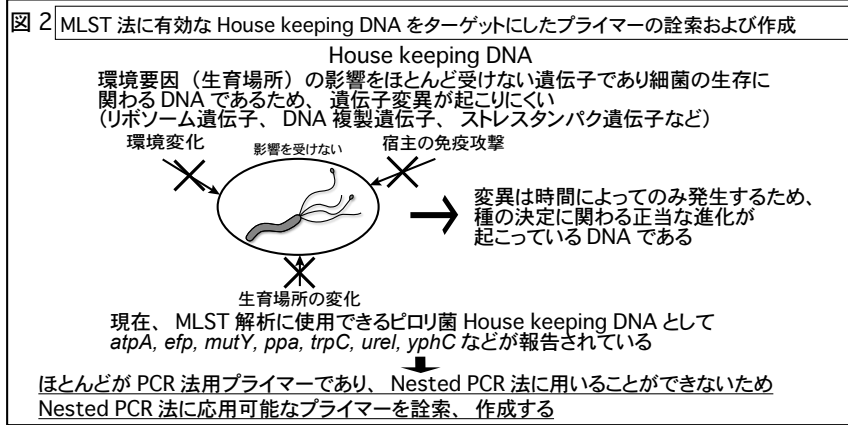 図 2 MLST 法に有効な House keeping DNA をターゲットにしたプライマーの詮索および作成
House keeping DNA
環境要因（生育場所）の影響をほとんど受けない遺伝子であり細菌の生存に
関わる DNA であるため、遺伝子変異が起こりにくい
（リボソーム遺伝子、DNA 複製遺伝子、ストレスタンパク遺伝子など）
環境変化
影響を受けない
宿主の免疫攻撃
変異は時間によってのみ発生するため、
種の決定に関わる正当な進化が
起こっている DNA である
生育場所の変化
現在、MLST 解析に使用できるピロリ菌 House keeping DNA として
atpA, efp, mutY, ppa, trpC, ureI, yphC などが報告されている
ほとんどが PCR 法用プライマーであり、Nested PCR 法に用いることができないため
Nested PCR 法に応用可能なプライマーを詮索、作成する